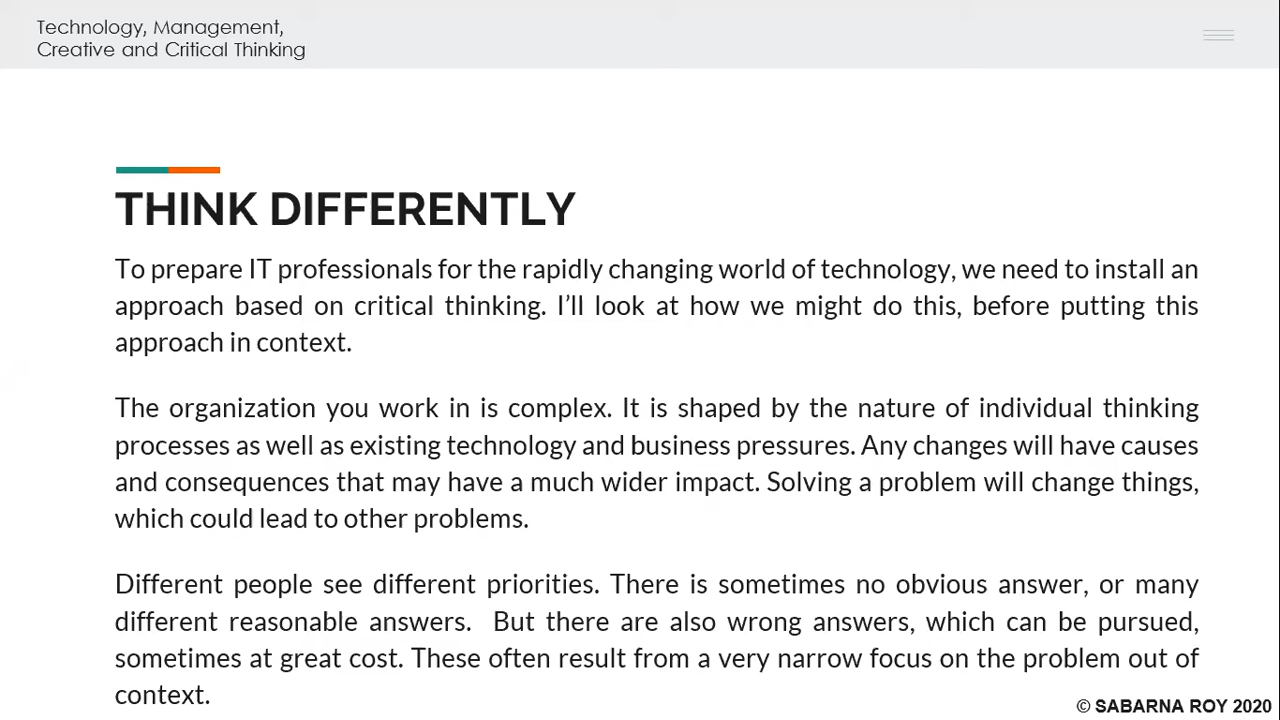 Technology, Management,
Creative and Critical Thinking
THINK DIFFERENTLY
To prepare IT professionals for the rapidly changing world of technology, we need to install an
approach based on critical thinking. I’ll look at how we might do this, before putting this
approach in context.
The organization you work in is complex. It is shaped by the nature of individual thinking
processes as well as existing technology and business pressures. Any changes will have causes
and consequences that may have a much wider impact. Solving a problem will change things,
which could lead to other problems.
Different people see different priorities. There is sometimes no obvious answer, or many
different reasonable answers.  But there are also wrong answers, which can be pursued,
sometimes at great cost. These often result from a very narrow focus on the problem out of
context.
© SABARNA ROY 2020